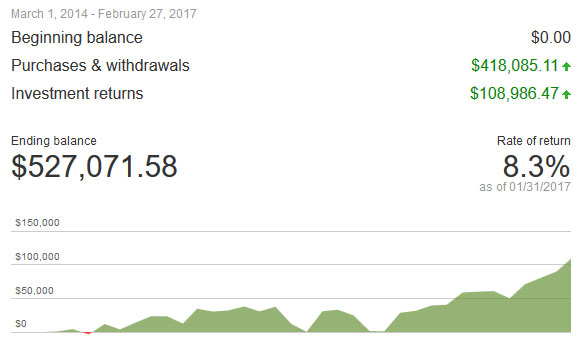 March 1, 2014 - February 27, 2017
Beginning balance $0.00
Purchases & withdrawals $418,085.11
Investment returns $108,986.47
Ending balance Rate of return
$527,071.58 8.3%
as of 01/31/2017
$150,000
$100,000
$50,000
$0